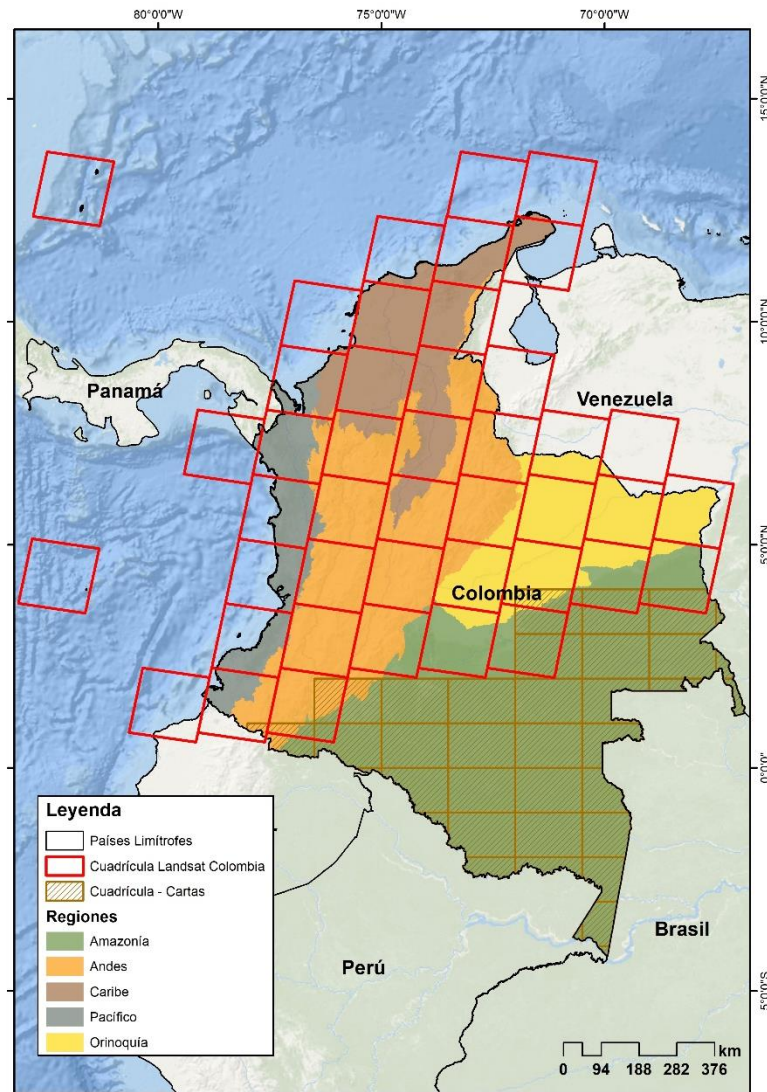 80°0'0"W 75°0'0"W 70°0'0"W
15°0'0"N
10°0'0"N
Panamá
Venezuela
5°0'0"N
Colombia
0°0'0"
Leyenda
Países Limítrofes
Cuadrícula Landsat Colombia
Cuadrícula - Cartas
Regiones
Amazonía
Andes
Caribe
Pacífico
Orinoquía
Brasil
Perú
5°0'0"S
km
0 94 188 282 376